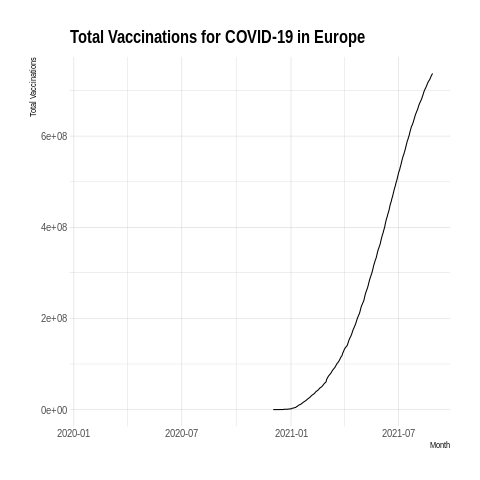 Total Vaccinations for COVID-19 in Europe
Total Vaccinations
6e+08
4e+08
2e+08
0e+00
2020-01 2020-07 2021-01 2021-07
Month